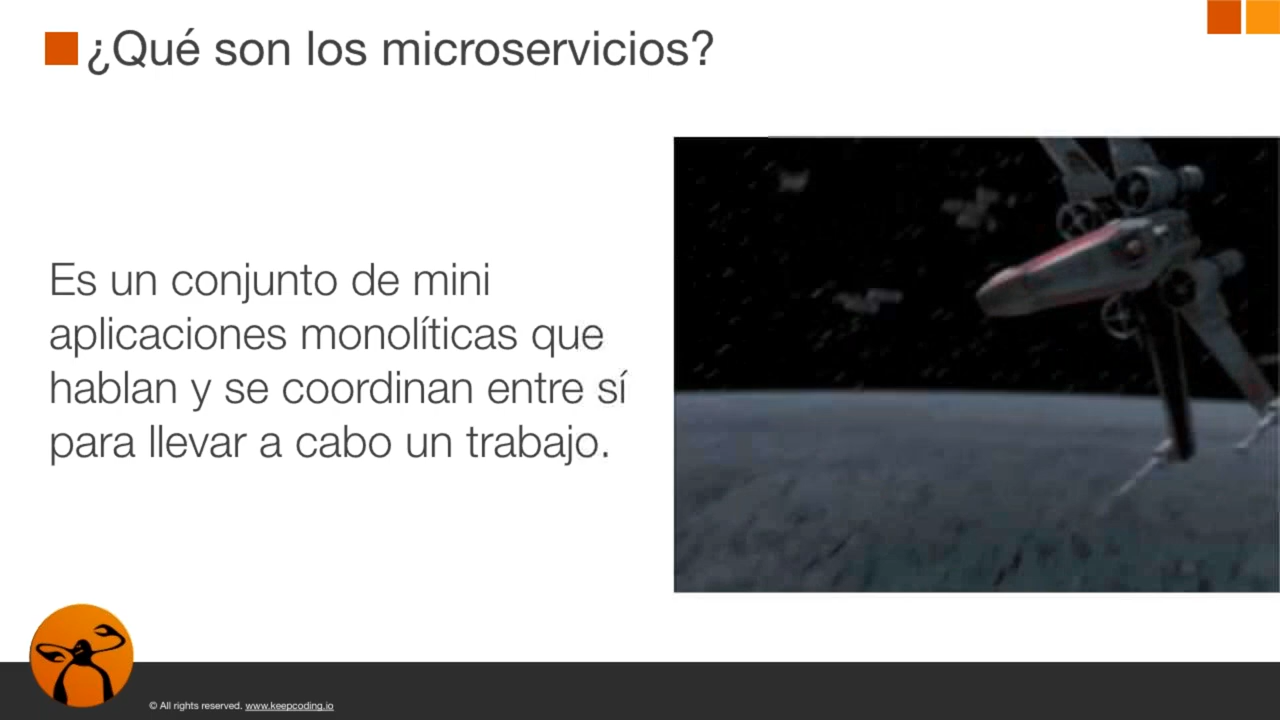 ¿Qué son los microservicios?
Es un conjunto de mini
aplicaciones monolíticas que
hablan y se coordinan entre sí
para llevar a cabo un trabajo.
© All rights reserved. www.keepcoding.io